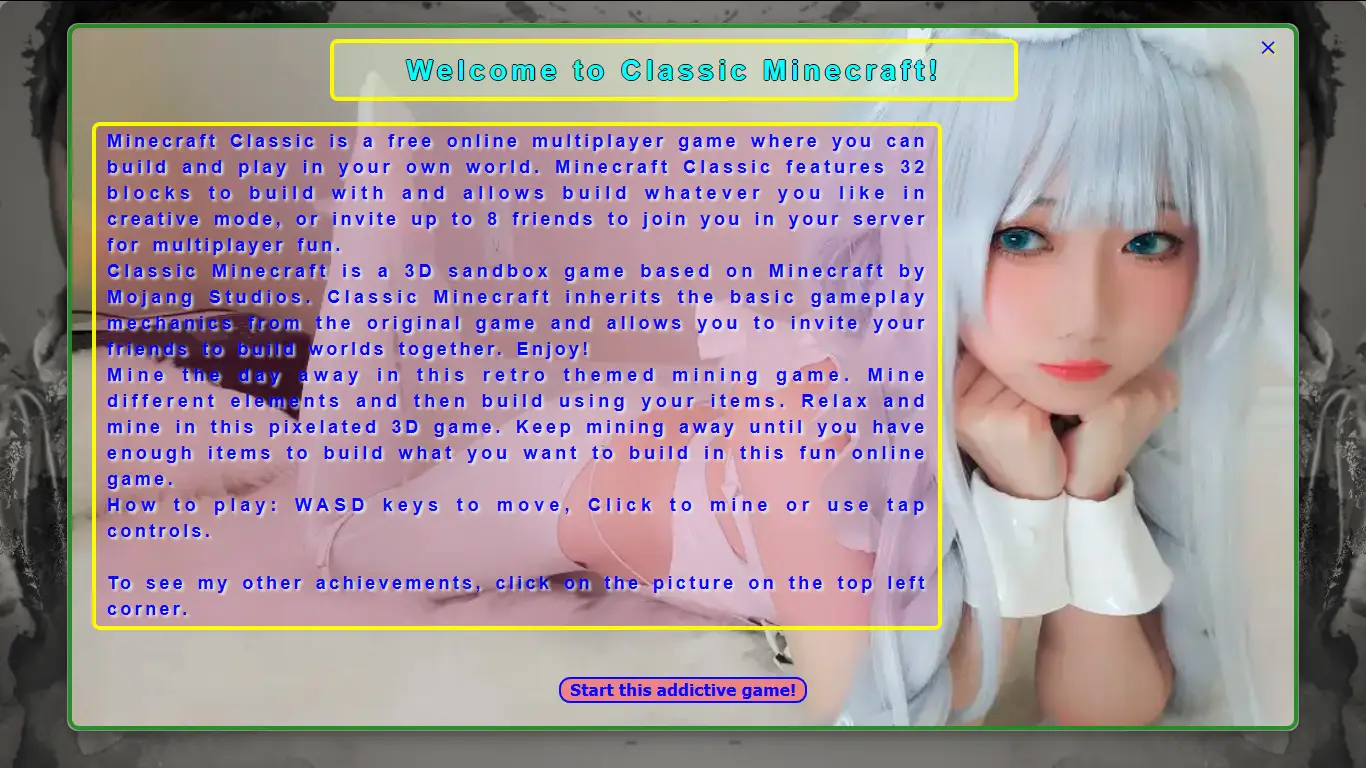 Welcome to Classic Minecraft!
Minecraft Classic is a free online multiplayer game where you can
build and play in your own world. Minecraft Classic features 32
blocks to build with and allows build whatever you like in
creative mode, or invite up to 8 friends to join you in your server
for multiplayer fun.
Classic Minecraft is a 3D sandbox game based on Minecraft by
Mojang Studios. Classic Minecraft inherits the basic gameplay
mechanics from the original game and allows you to invite your
friends to build worlds together. Enjoy!
Mine the day away in this retro themed mining game. Mine
different elements and then build using your items. Relax and
mine in this pixelated 3D game. Keep mining away until you have
enough items to build what you want to build in this fun online
game.
How to play: WASD keys to move, Click to mine or use tap
controls.
To see my other achievements, click on the picture on the top left
corner.
Start this addictive game!